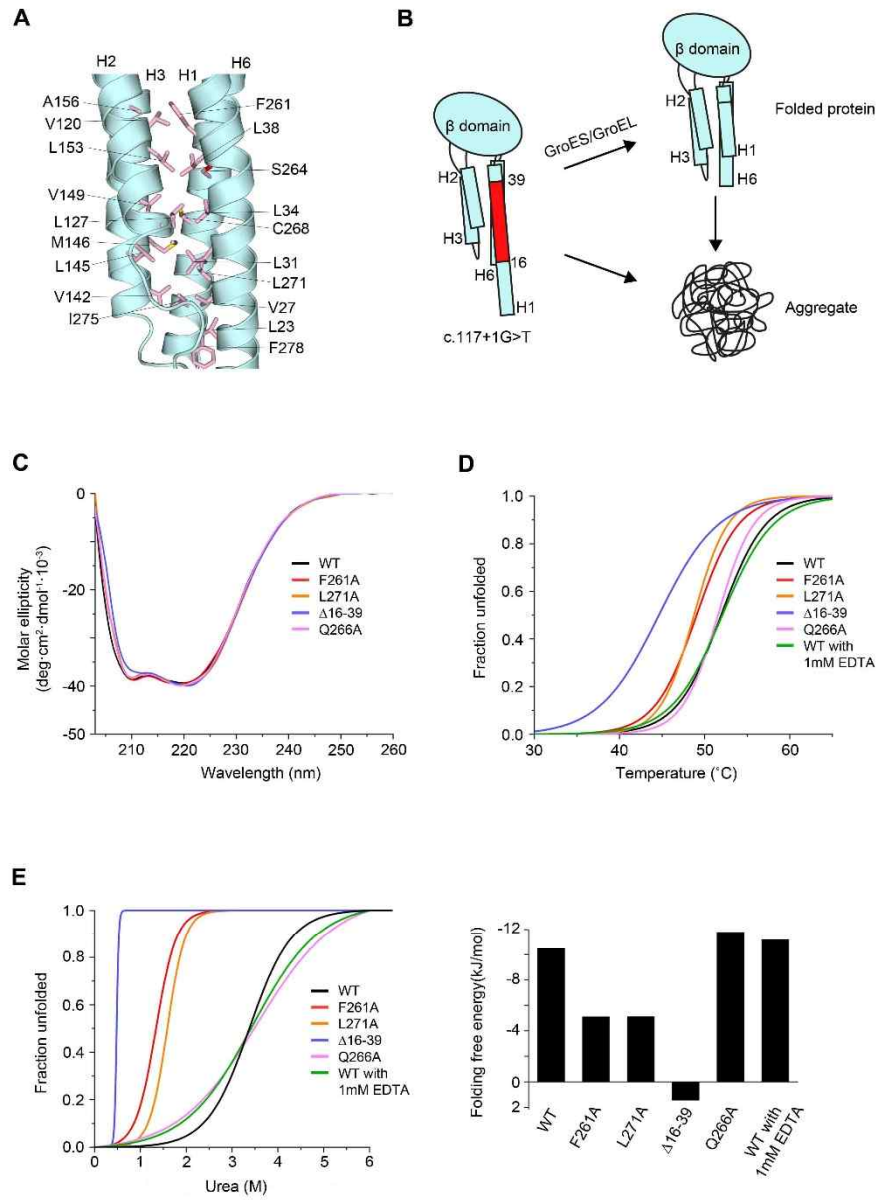 A
H2
H3
H1
H6
A156
V120
L153
V149
L127
M146
L145
V142
I275
F261
L38
S264
L34
C268
L31
L271
V27
L23
F278
B
β domain
H2
39
H3
H6
16
H1
c.117+1G>T
GroES/GroEL
β domain
H2
H3
H1
H6
Folded protein
Aggregate
C
0
-20
-40
-50
Molar ellipticity
(deg·cm²·dmol⁻¹·10⁻³)
210
220
230
240
250
260
Wavelength (nm)
WT
F261A
L271A
Δ16-39
Q266A
D
1.0
0.8
0.6
0.4
0.2
0.0
Fraction unfolded
30
40
50
60
Temperature (˚C)
WT
F261A
L271A
Δ16-39
Q266A
WT with
1mM EDTA
E
1.0
0.8
0.6
0.4
0.2
0.0
Fraction unfolded
0
1
2
3
4
5
6
Urea (M)
WT
F261A
L271A
Δ16-39
Q266A
WT with
1mM EDTA
-12
-8
-4
0
2
Folding free energy(kJ/mol)
WT
F261A
L271A
Δ16-39
Q266A
WT with
1mM EDTA